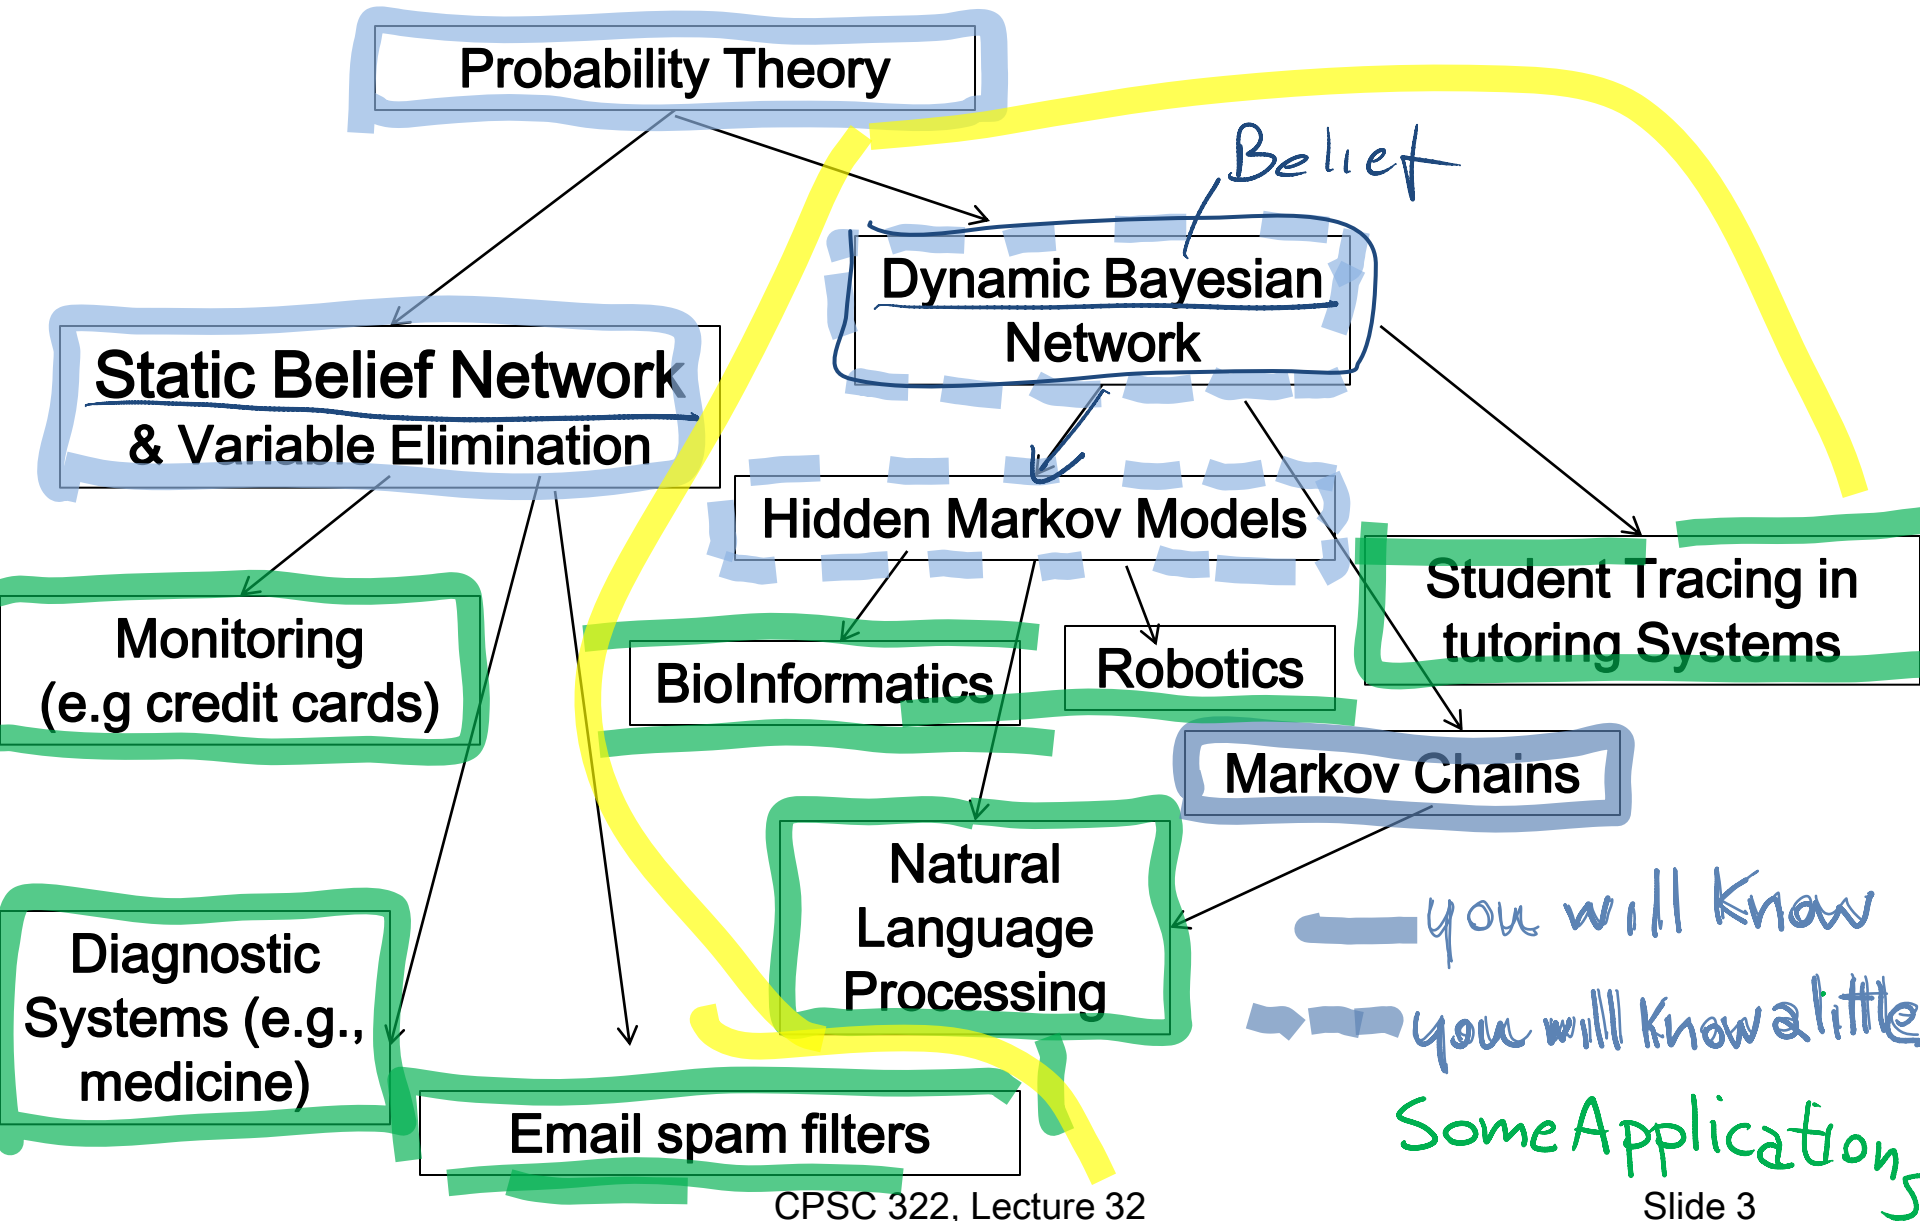 Probability Theory
Belief
Dynamic Bayesian
Network
Static Belief Network
& Variable Elimination
Hidden Markov Models
Student Tracing in
tutoring Systems
Monitoring
(e.g credit cards)
BioInformatics
Robotics
Markov Chains
Natural
Language
Processing
you will Know
Diagnostic
Systems (e.g.,
medicine)
you will Know a little
Email spam filters
Some Applications
CPSC 322, Lecture 32
Slide 3